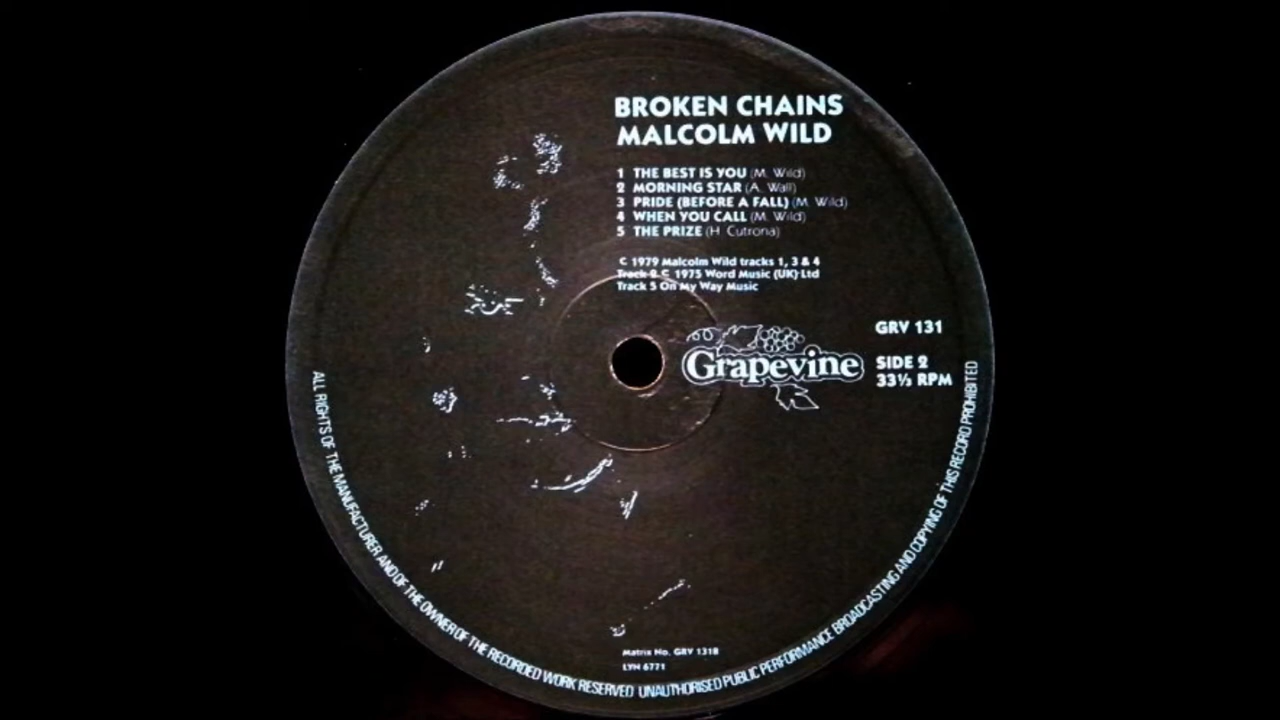 BROKEN CHAINS
MALCOLM WILD
1 THE BEST IS YOU (M. Wild)
2 MORNING STAR (A. Wall)
3 PRIDE (BEFORE A FALL) (M. Wild)
4 WHEN YOU CALL (M. Wild)
5 THE PRIZE (H. Cutrona)
C 1979 Malcolm Wild tracks 1, 3 & 4
Track 2 C 1975 Word Music (UK) Ltd
Track 5 On My Way Music
GRV 131
Grapevine
SIDE 2
33⅓ RPM
Matrix No. GRV 131B
LYN 6771
ALL RIGHTS OF THE MANUFACTURER AND OF THE OWNER OF THE RECORDED WORK RESERVED UNAUTHORISED PUBLIC PERFORMANCE BROADCASTING AND COPYING OF THIS RECORD PROHIBITED